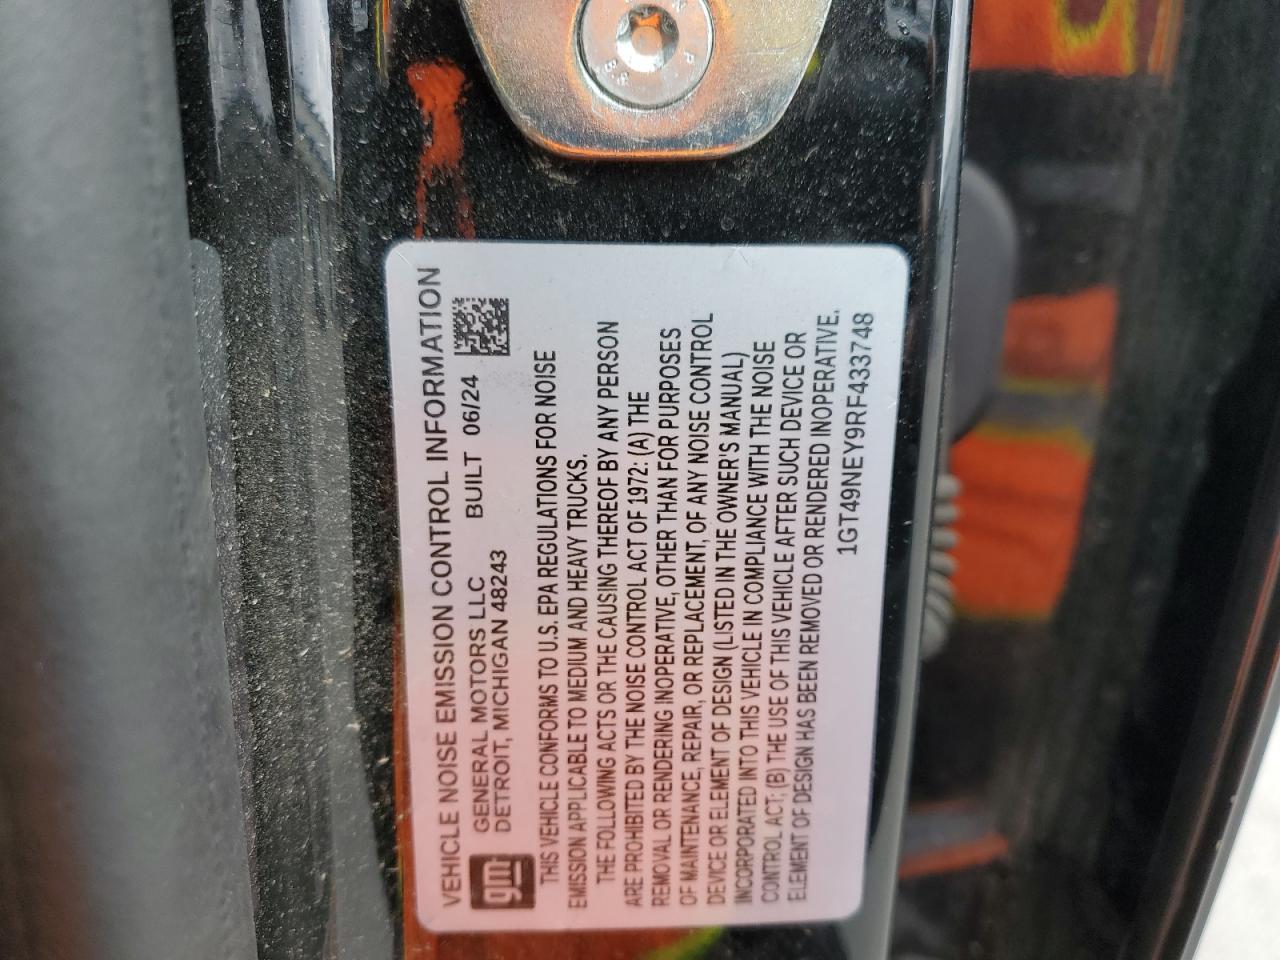 VEHICLE NOISE EMISSION CONTROL INFORMATION
gm
GENERAL MOTORS LLC BUILT 06/24
DETROIT, MICHIGAN 48243
THIS VEHICLE CONFORMS TO U.S. EPA REGULATIONS FOR NOISE
EMISSION APPLICABLE TO MEDIUM AND HEAVY TRUCKS.
THE FOLLOWING ACTS OR THE CAUSING THEREOF BY ANY PERSON
ARE PROHIBITED BY THE NOISE CONTROL ACT OF 1972: (A) THE
REMOVAL OR RENDERING INOPERATIVE, OTHER THAN FOR PURPOSES
OF MAINTENANCE, REPAIR, OR REPLACEMENT, OF ANY NOISE CONTROL
DEVICE OR ELEMENT OF DESIGN (LISTED IN THE OWNER'S MANUAL)
INCORPORATED INTO THIS VEHICLE IN COMPLIANCE WITH THE NOISE
CONTROL ACT; (B) THE USE OF THIS VEHICLE AFTER SUCH DEVICE OR
ELEMENT OF DESIGN HAS BEEN REMOVED OR RENDERED INOPERATIVE.
1GT49NEY9RF433748